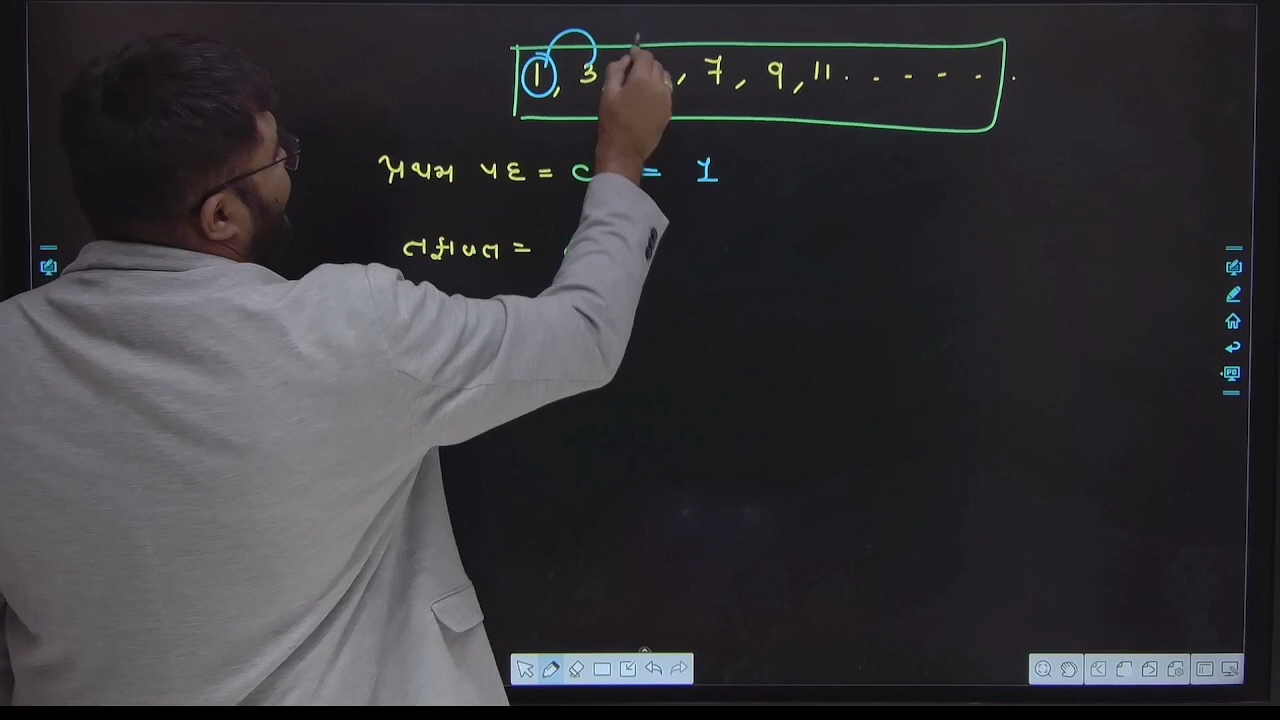 1, 3 , 7, 9, 11 . - - - . .
પ્રથમ પદ = = 1
તફાવત =